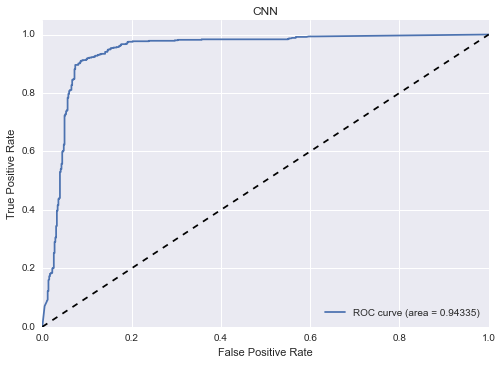 CNN
1.0
0.8
0.6
0.4
0.2
0.0
True Positive Rate
ROC curve (area = 0.94335)
0.0 0.2 0.4 0.6 0.8 1.0
False Positive Rate